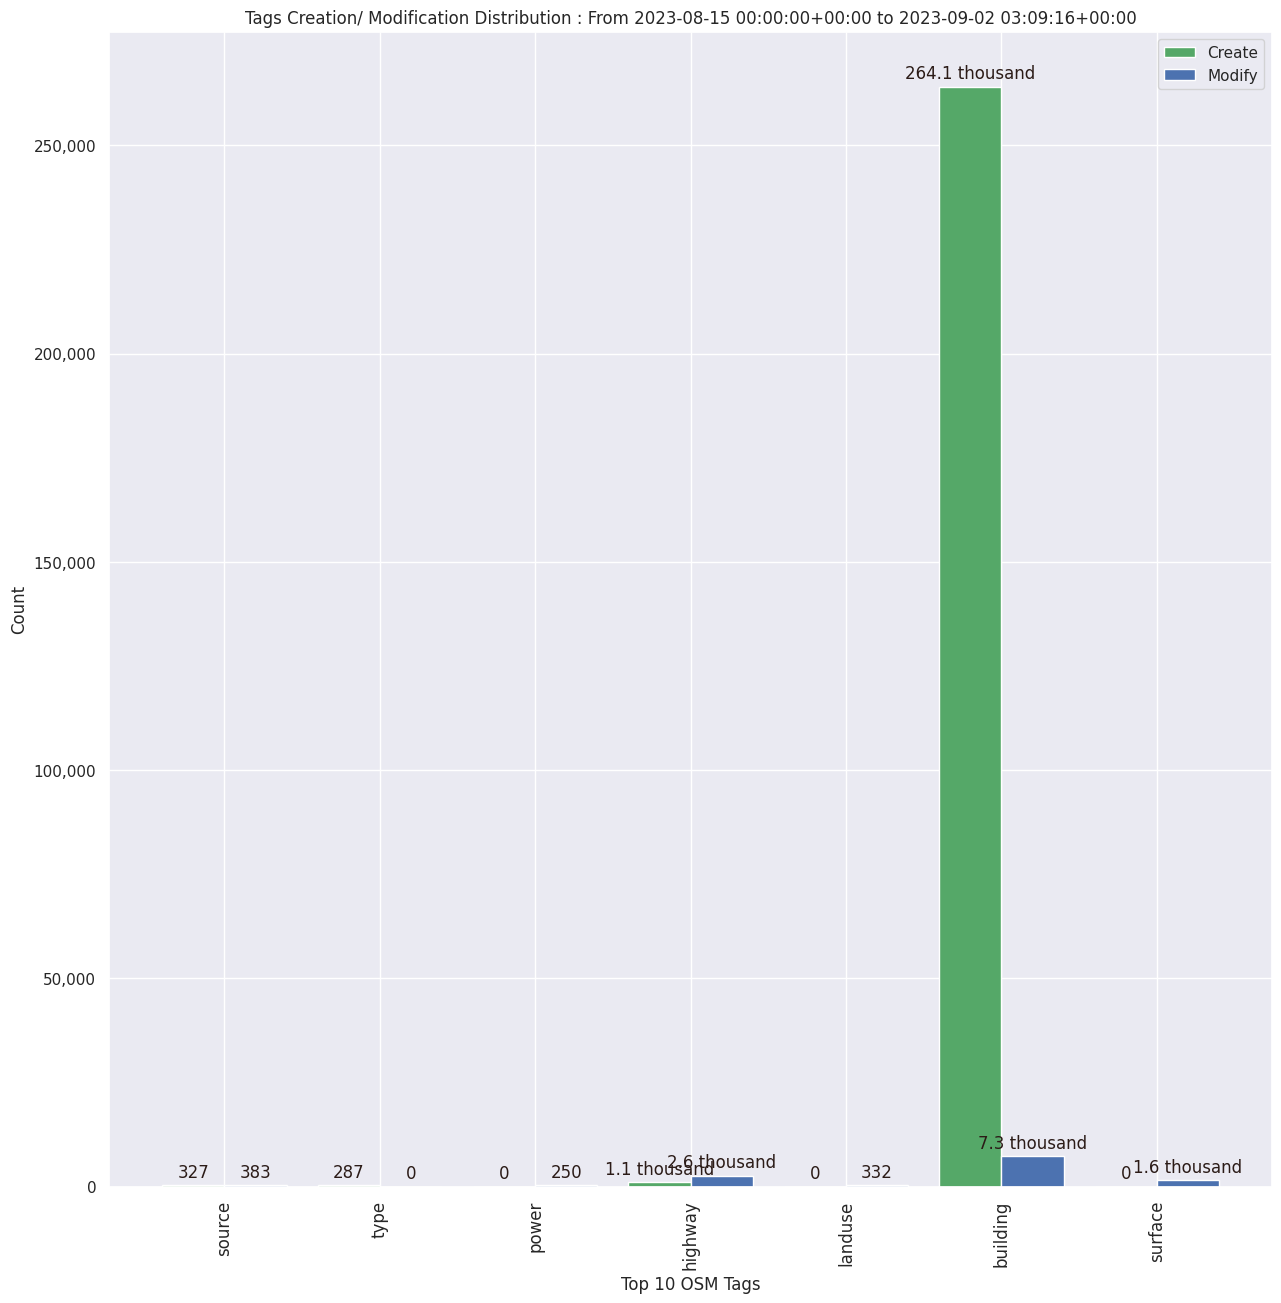 Tags Creation/ Modification Distribution : From 2023-08-15 00:00:00+00:00 to 2023-09-02 03:09:16+00:00
Create
Modify
264.1 thousand
250,000
200,000
150,000
100,000
50,000
0
Count
327
383
287
0
0
250
1.1 thousand
2.6 thousand
0
332
7.3 thousand
0
1.6 thousand
source
type
power
highway
landuse
building
surface
Top 10 OSM Tags